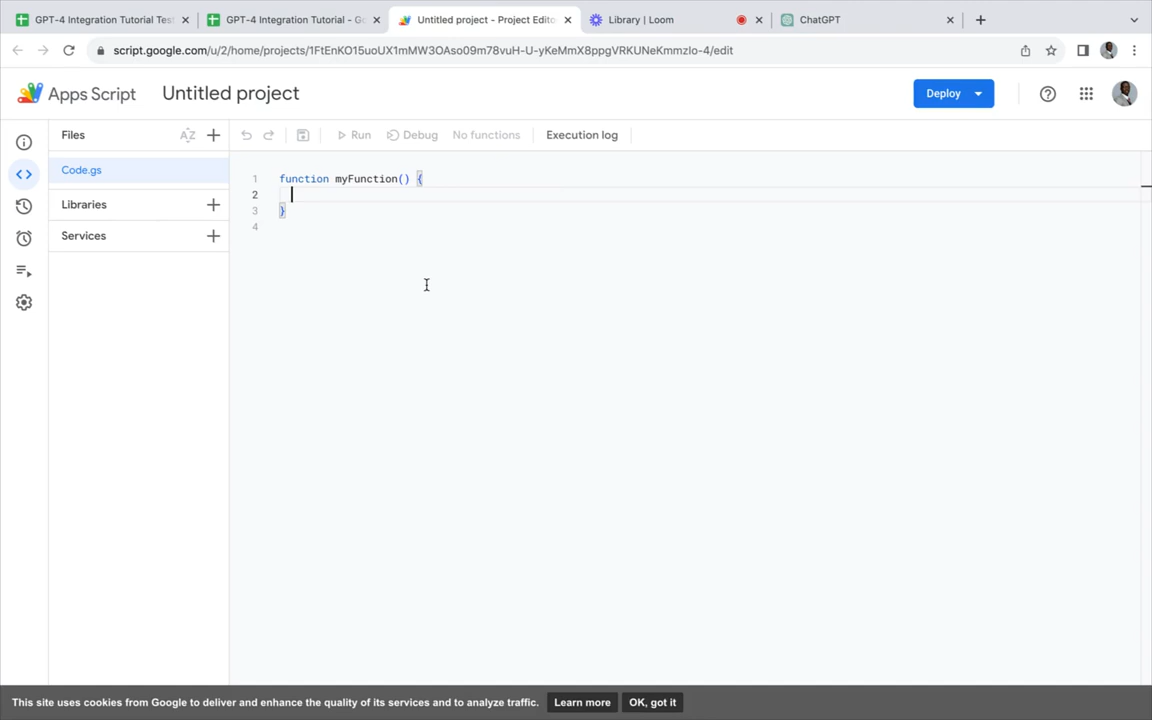 GPT-4 Integration Tutorial Tes
GPT-4 Integration Tutorial - G
Untitled project - Project Edito
Library | Loom
ChatGPT
script.google.com/u/2/home/projects/1FtEnKO15uoUX1mMW3OAso09m78vuH-U-yKeMmX8ppgVRKUNeKmmzIo-4/edit
Apps Script
Untitled project
Deploy
Files
AZ
Run
Debug
No functions
Execution log
Code.gs
Libraries
Services
1 function myFunction() {
2
3 }
4
This site uses cookies from Google to deliver and enhance the quality of its services and to analyze traffic.
Learn more
OK, got it